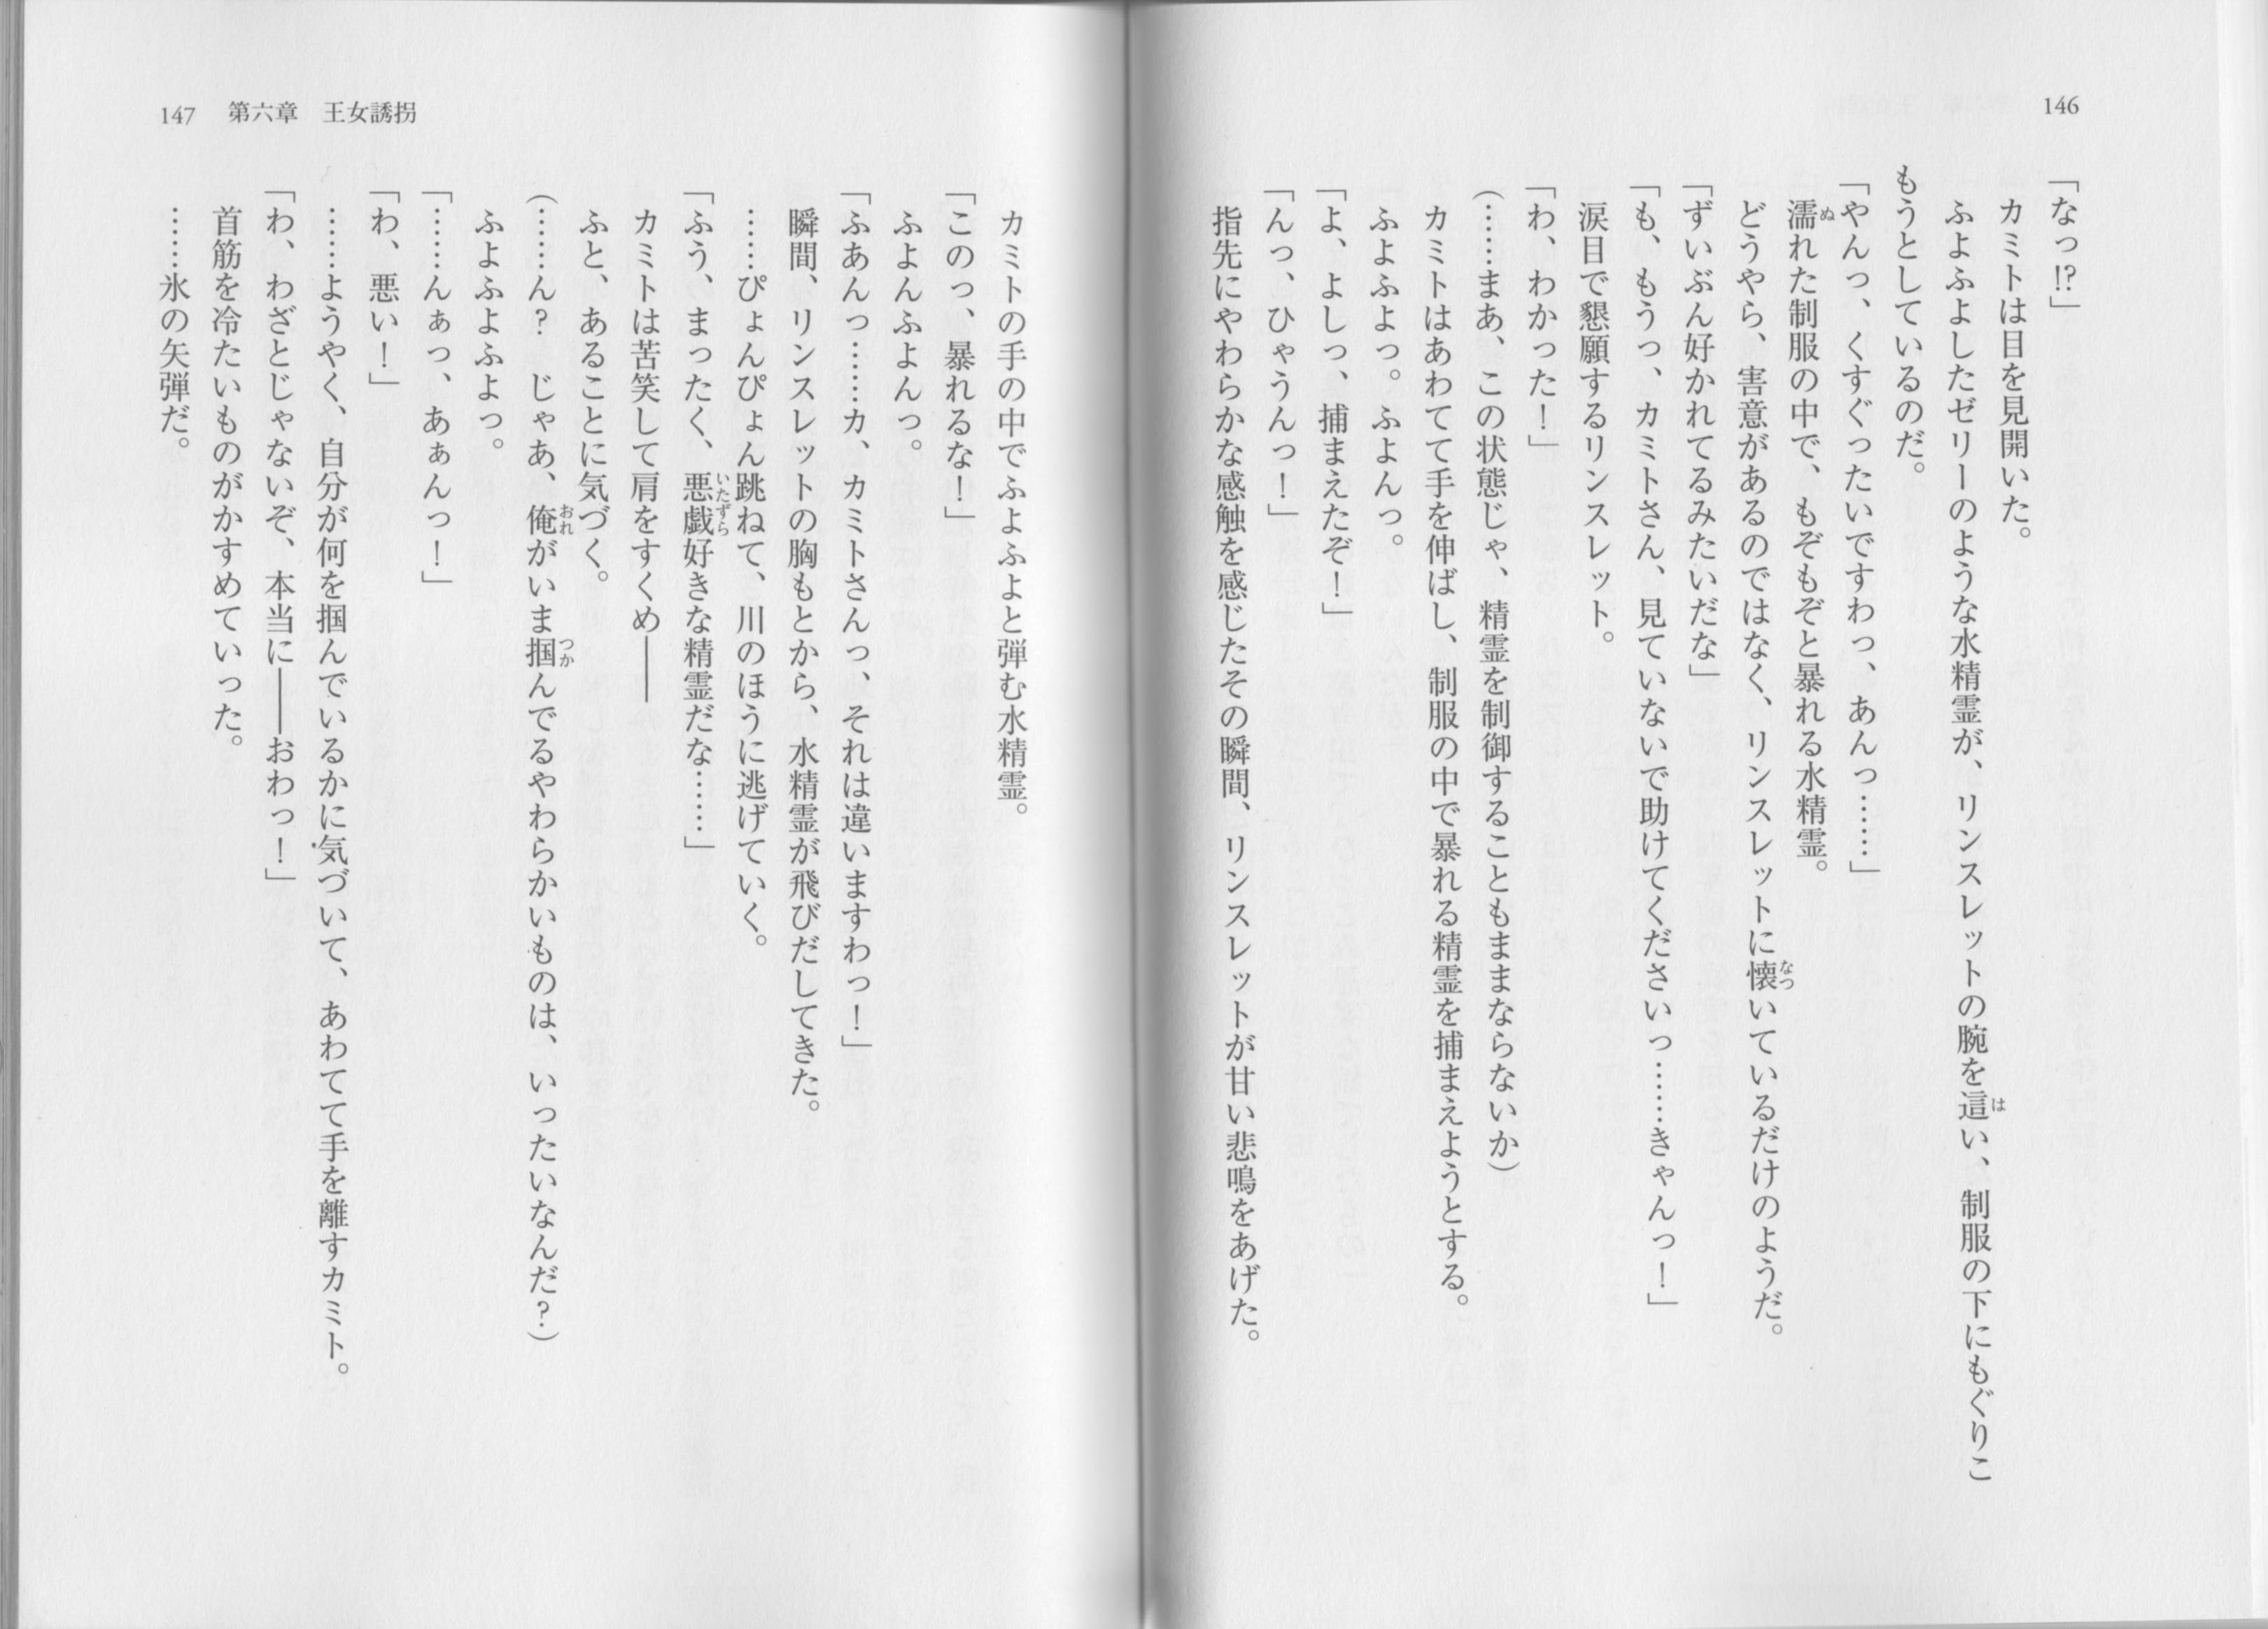 146
「なっ!?」
カミトは目を見開いた。
ふよふよしたゼリーのような水精霊が、リンスレットの腕を這い、制服の下にもぐりこ
もうとしているのだ。
「やんっ、くすぐったいですわっ、あんっ……」
濡れた制服の中で、もぞもぞと暴れる水精霊。
どうやら、害意があるのではなく、リンスレットに懐いているだけのようだ。
「ずいぶん好かれてるみたいだな」
「も、もうっ、カミトさん、見ていないで助けてくださいっ……きゃんっ！」
涙目で懇願するリンスレット。
「わ、わかった！」
（……まあ、この状態じゃ、精霊を制御することもままならないか）
カミトはあわてて手を伸ばし、制服の中で暴れる精霊を捕まえようとする。
ふよふよっ。ふよんっ。
「よ、よしっ、捕まえたぞ！」
「んっ、ひゃうんっ！」
指先にやわらかな感触を感じたその瞬間、リンスレットが甘い悲鳴をあげた。
147 第六章 王女誘拐
カミトの手の中でふよふよと弾む水精霊。
「このっ、暴れるな！」
ふよんふよんっ。
「ふあんっ……カ、カミトさんっ、それは違いますわっ！」
瞬間、リンスレットの胸もとから、水精霊が飛びだしてきた。
……ぴょんぴょん跳ねて、川のほうに逃げていく。
「ふう、まったく、悪戯好きな精霊だな……」
カミトは苦笑して肩をすくめ――
ふと、あることに気づく。
（……ん？　じゃあ、俺がいま掴んでるやわらかいものは、いったいなんだ？）
ふよふよふよっ。
「……んぁっ、あぁんっ！」
「わ、悪い！」
……ようやく、自分が何を掴んでいるかに気づいて、あわてて手を離すカミト。
「わ、わざとじゃないぞ、本当に――おわっ！」
首筋を冷たいものがかすめていった。
……氷の矢弾だ。